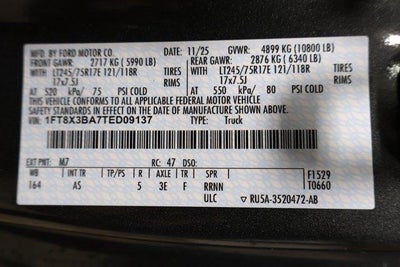 MFD. BY FORD MOTOR CO. DATE: 11/25 GVWR: 4899 KG (10800 LB)
FRONT GAWR: 2717 KG ( 5990 LB) REAR GAWR: 2876 KG ( 6340 LB)
WITH LT245/75R17E 121/118R TIRES WITH LT245/75R17E 121/118R TIRES
17x7.5J RIMS 17x7.5J RIMS
AT 520 kPa/ 75 PSI COLD AT 550 kPa/ 80 PSI COLD
THIS VEHICLE CONFORMS TO ALL APPLICABLE FEDERAL MOTOR VEHICLE
SAFETY STANDARDS IN EFFECT ON THE DATE OF MANUFACTURE SHOWN ABOVE.
VIN: 1FT8X3BA7TED09137 TYPE: Truck
EXT PNT: M7 RC: 47 DSO:
WB INT TR TP/PS R AXLE TR SPR F1529
164 AS 5 3E F RRNN T0660
ULC RU5A-3520472-AB